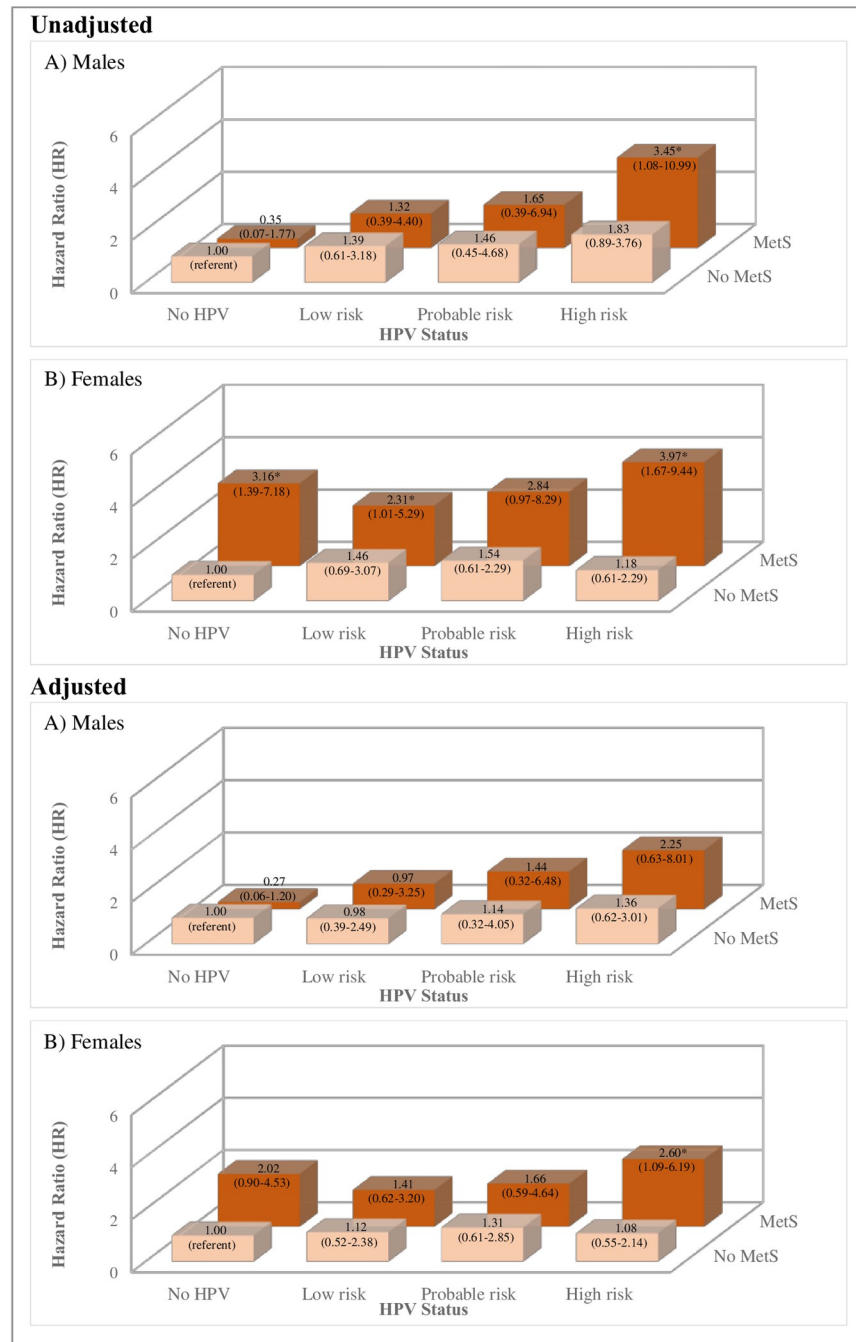 Unadjusted
A) Males
Hazard Ratio (HR)
6
4
2
0
0.35
(0.07-1.77)
1.32
(0.39-4.40)
1.65
(0.39-6.94)
3.45*
(1.08-10.99)
1.00
(referent)
1.39
(0.61-3.18)
1.46
(0.45-4.68)
1.83
(0.89-3.76)
MetS
No MetS
No HPV
Low risk
Probable risk
High risk
HPV Status
B) Females
Hazard Ratio (HR)
6
4
2
0
3.16*
(1.39-7.18)
2.31*
(1.01-5.29)
2.84
(0.97-8.29)
3.97*
(1.67-9.44)
1.00
(referent)
1.46
(0.69-3.07)
1.54
(0.61-2.29)
1.18
(0.61-2.29)
MetS
No MetS
No HPV
Low risk
Probable risk
High risk
HPV Status
Adjusted
A) Males
Hazard Ratio (HR)
6
4
2
0
0.27
(0.06-1.20)
0.97
(0.29-3.25)
1.44
(0.32-6.48)
2.25
(0.63-8.01)
1.00
(referent)
0.98
(0.39-2.49)
1.14
(0.32-4.05)
1.36
(0.62-3.01)
MetS
No MetS
No HPV
Low risk
Probable risk
High risk
HPV Status
B) Females
Hazard Ratio (HR)
6
4
2
0
2.02
(0.90-4.53)
1.41
(0.62-3.20)
1.66
(0.59-4.64)
2.60*
(1.09-6.19)
1.00
(referent)
1.12
(0.52-2.38)
1.31
(0.61-2.85)
1.08
(0.55-2.14)
MetS
No MetS
No HPV
Low risk
Probable risk
High risk
HPV Status